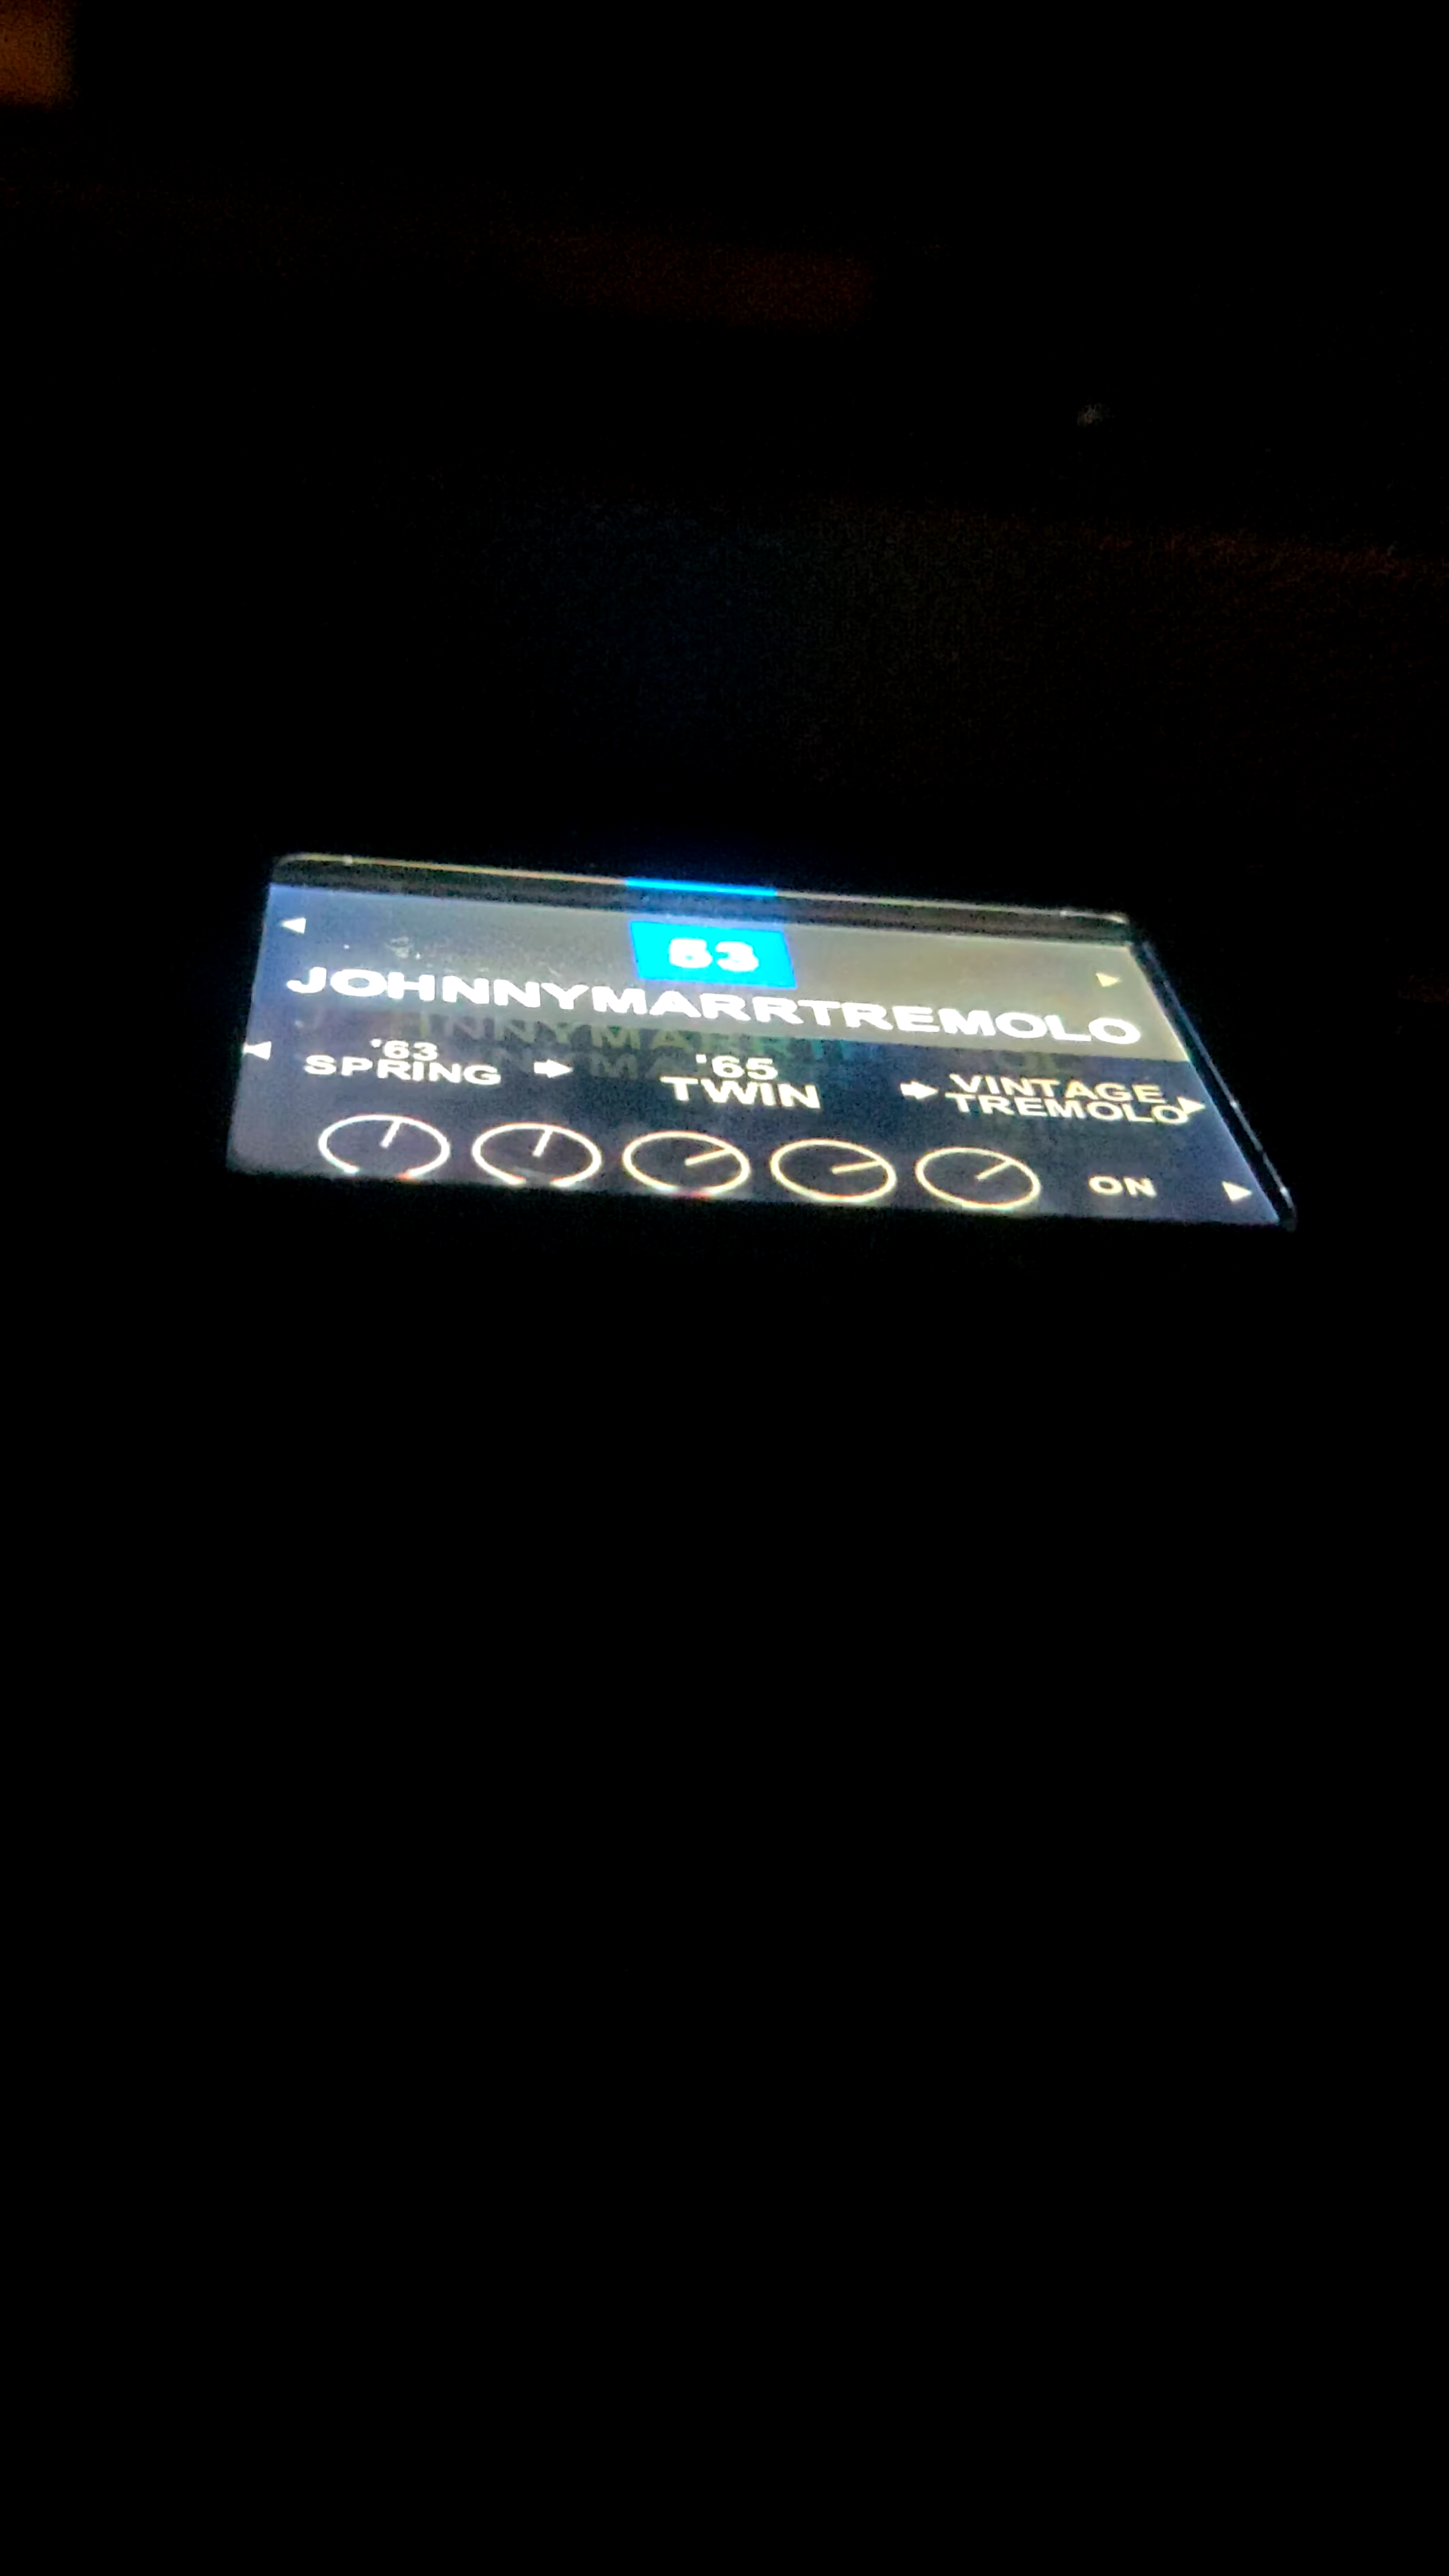 53
JOHNNYMARRTREMOLO
'63
SPRING
'65
TWIN
VINTAGE
TREMOLO
ON